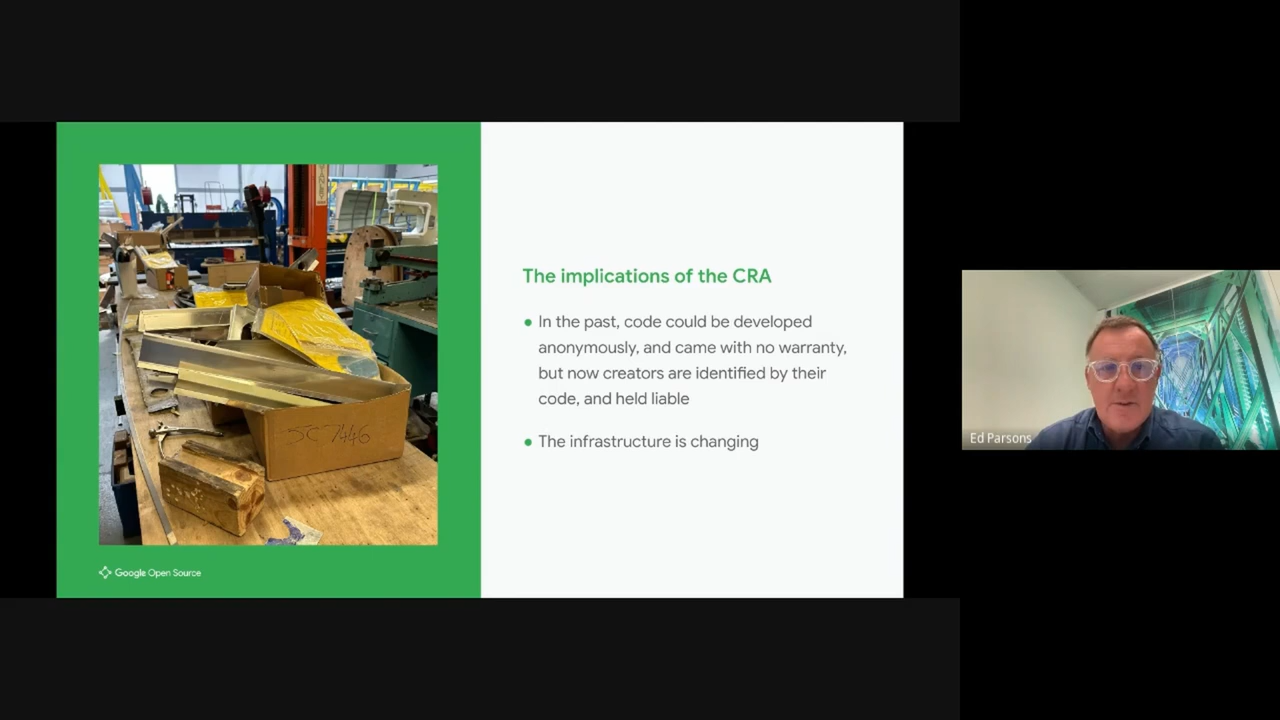 The implications of the CRA
In the past, code could be developed
anonymously, and came with no warranty,
but now creators are identified by their
code, and held liable
The infrastructure is changing
Google Open Source
Ed Parsons